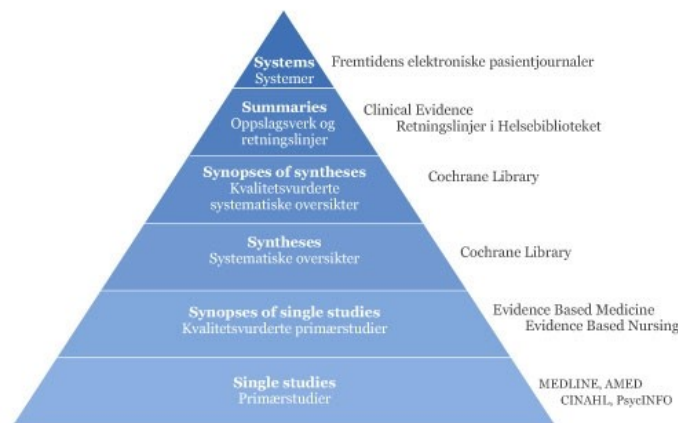 Systems
Systemer
Fremtidens elektroniske pasientjournaler
Summaries
Oppslagsverk og
retningslinjer
Clinical Evidence
Retningslinjer i Helsebiblioteket
Synopses of syntheses
Kvalitetsvurderte
systematiske oversikter
Cochrane Library
Syntheses
Systematiske oversikter
Cochrane Library
Synopses of single studies
Kvalitetsvurderte primærstudier
Evidence Based Medicine
Evidence Based Nursing
Single studies
Primærstudier
MEDLINE, AMED
CINAHL, PsycINFO